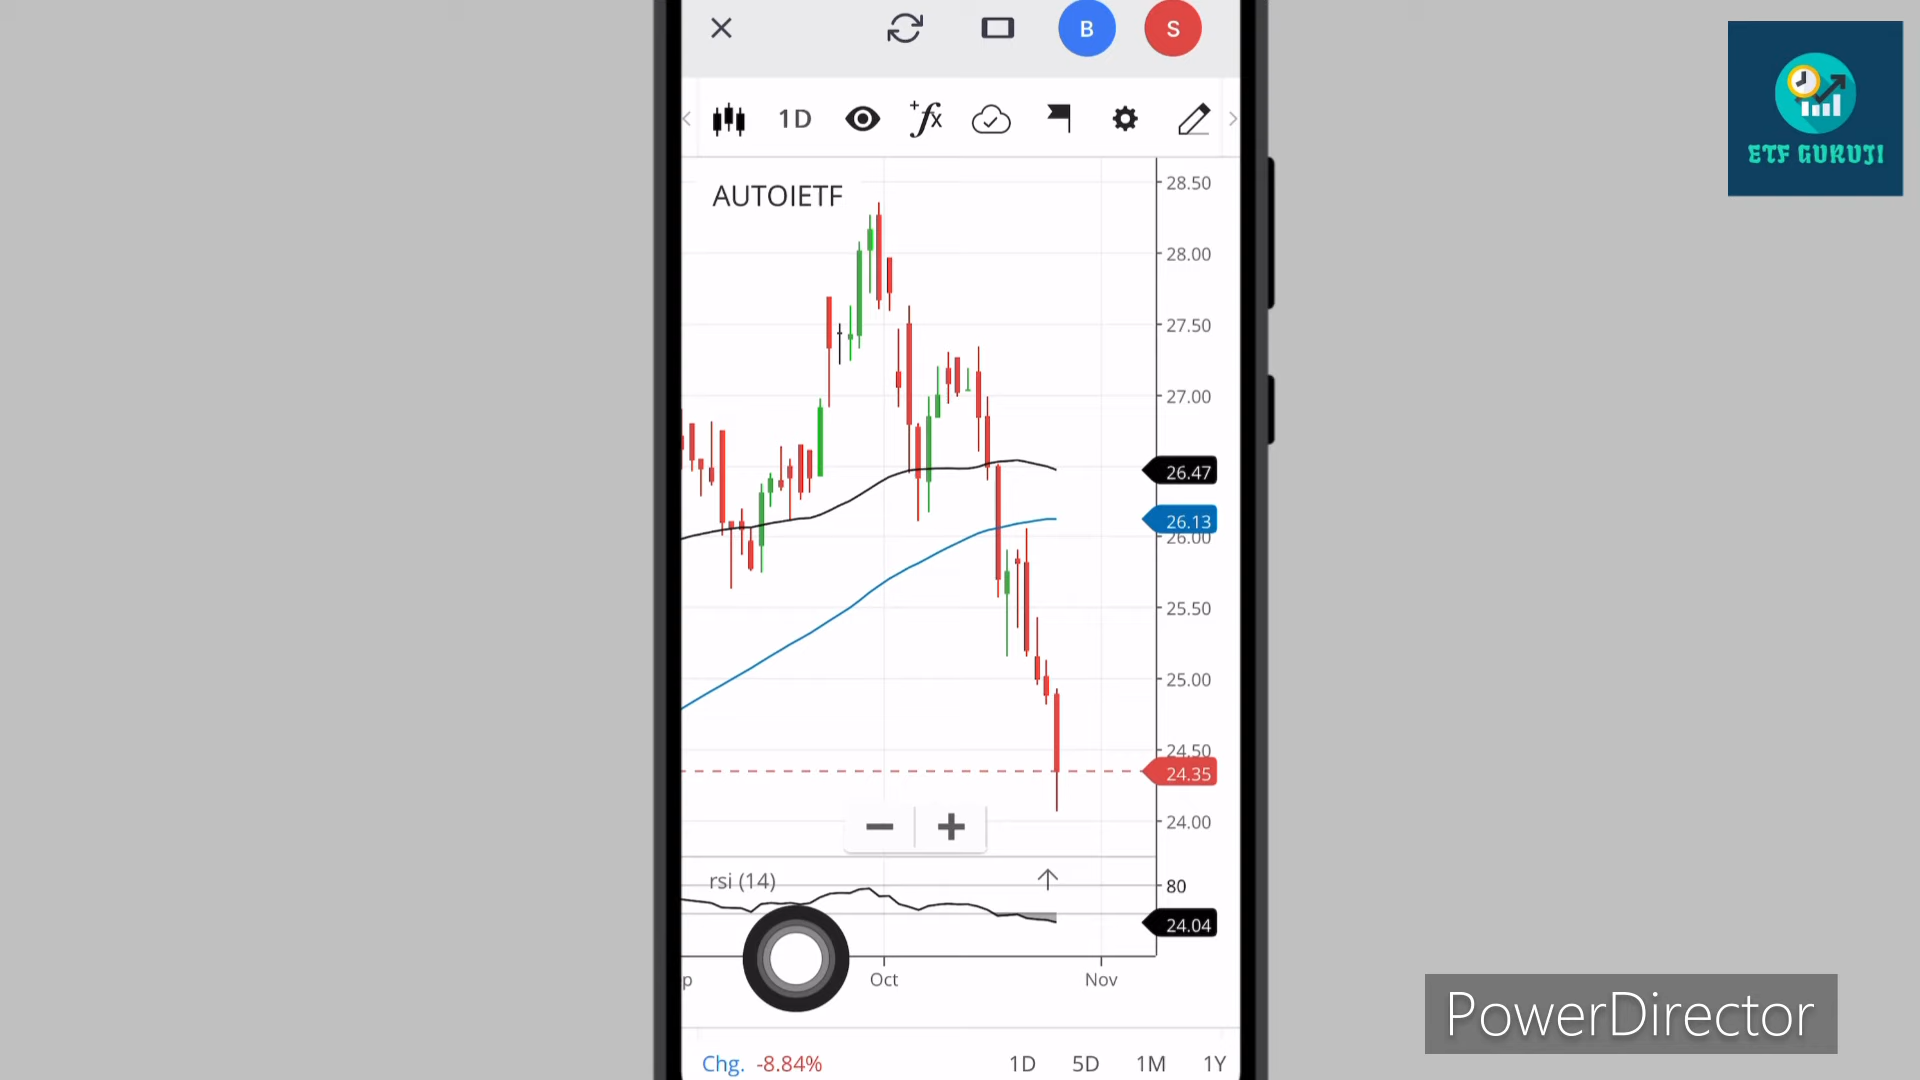 B
S
1D
fx
ETF GURUJI
AUTOIETF
28.50
28.00
27.50
27.00
26.47
26.13
26.00
25.50
25.00
24.50
24.35
24.00
rsi (14)
80
24.04
p
Oct
Nov
PowerDirector
Chg. -8.84%
1D
5D
1M
1Y